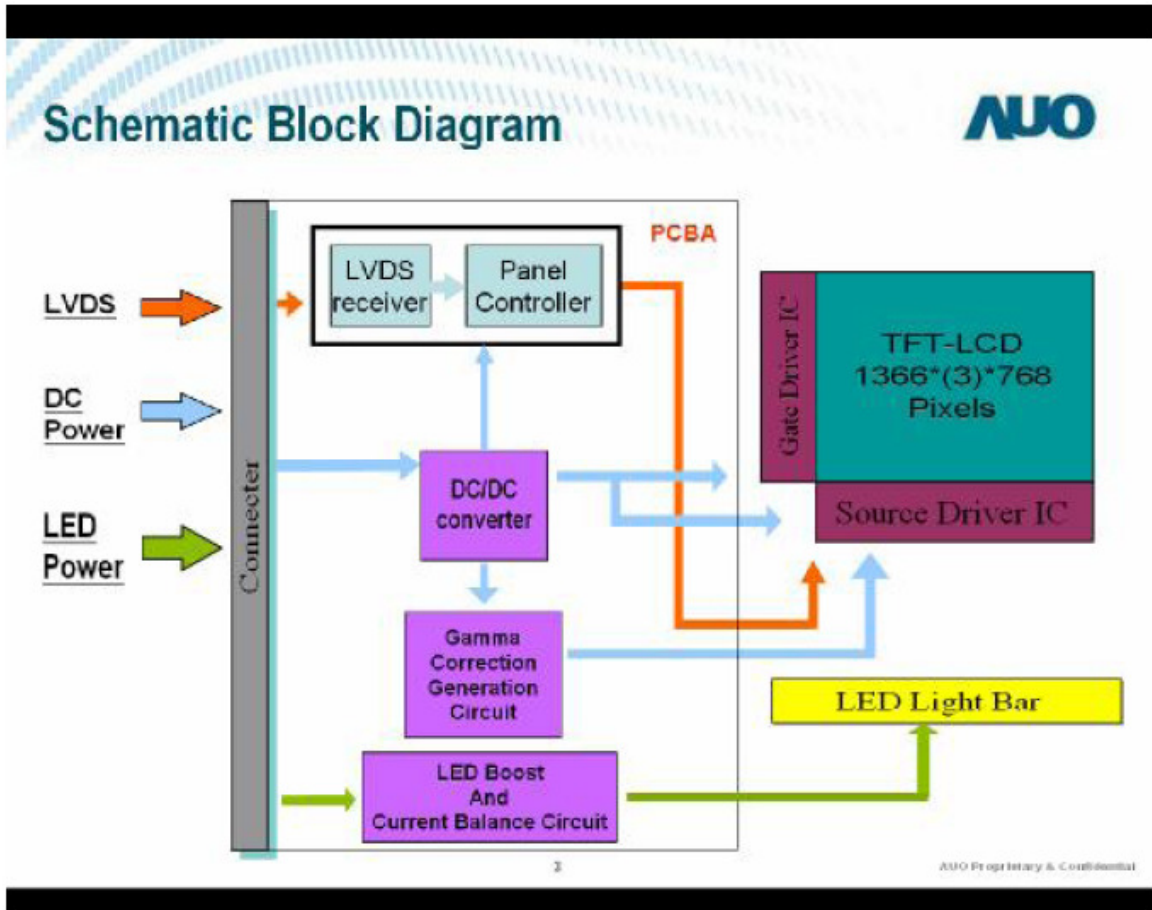 Schematic Block Diagram
AUO
PCBA
LVDS
receiver
Panel
Controller
LVDS
DC
Power
LED
Power
Connecter
DC/DC
converter
Gamma
Correction
Generation
Circuit
LED Boost
And
Current Balance Circuit
Gate Driver IC
TFT-LCD
1366*(3)*768
Pixels
Source Driver IC
LED Light Bar
3
AUO Proprietary & Confidential